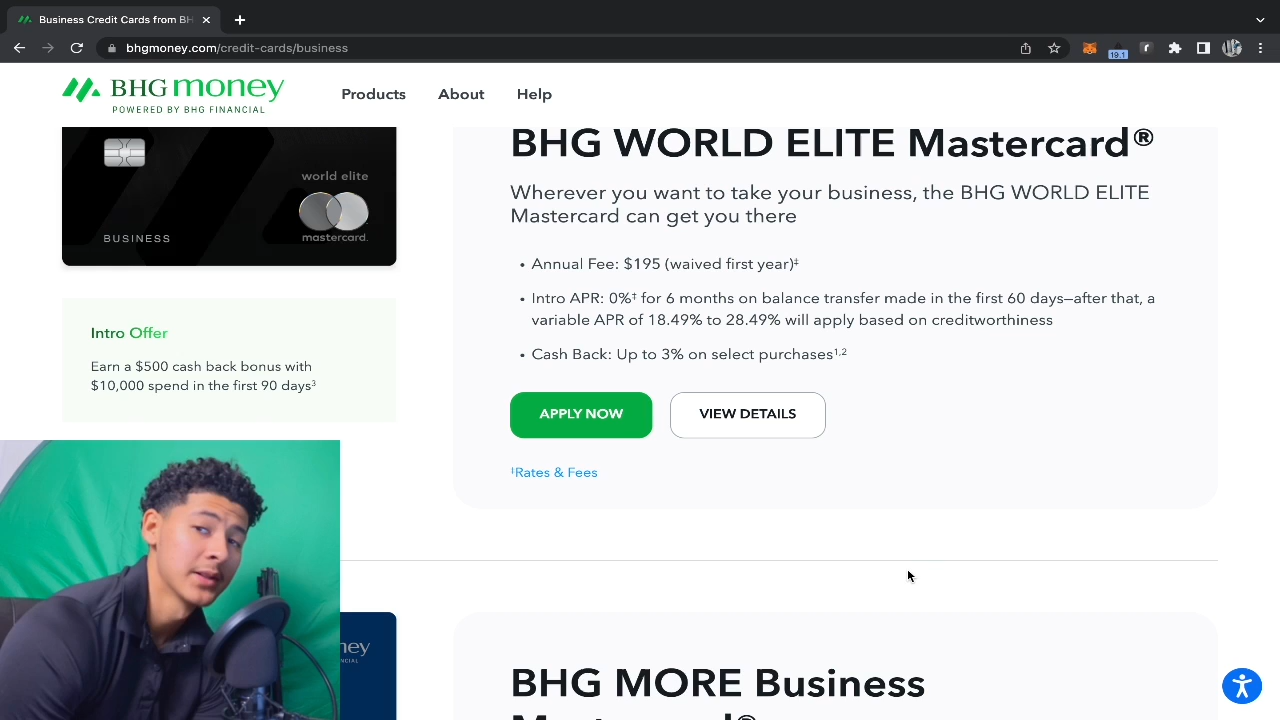 Business Credit Cards from BH
bhgmoney.com/credit-cards/business
19.1
BHG money
POWERED BY BHG FINANCIAL
Products
About
Help
world elite
mastercard.
BUSINESS
Intro Offer
Earn a $500 cash back bonus with
$10,000 spend in the first 90 days³
BHG WORLD ELITE Mastercard®
Wherever you want to take your business, the BHG WORLD ELITE
Mastercard can get you there
• Annual Fee: $195 (waived first year)‡
• Intro APR: 0%† for 6 months on balance transfer made in the first 60 days—after that, a
variable APR of 18.49% to 28.49% will apply based on creditworthiness
• Cash Back: Up to 3% on select purchases¹,²
APPLY NOW
VIEW DETAILS
‡Rates & Fees
BHG MORE Business
Mastercard®